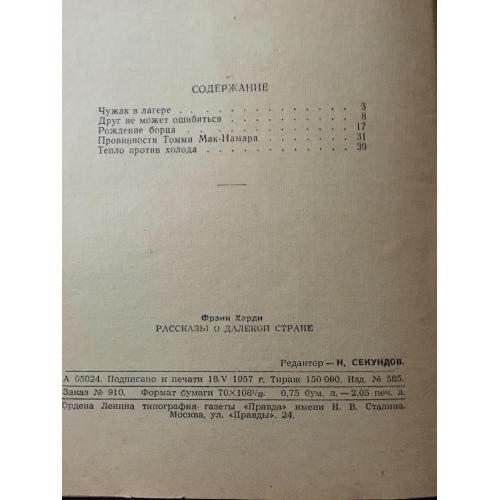 СОДЕРЖАНИЕ
Чужак в лагере . . . . . . . . . . . . . 3
Друг не может ошибиться . . . . . . . . . . 8
Рождение борца . . . . . . . . . . . . . 17
Провинности Томми Мак-Намара . . . . . . . 31
Тепло против холода . . . . . . . . . . . . 39
Фрэнк Харди
РАССКАЗЫ О ДАЛЕКОЙ СТРАНЕ
Редактор — Н. СЕКУНДОВ.
А 05024. Подписано к печати 18/V 1957 г. Тираж 150 000. Изд. № 585.
Заказ № 910. Формат бумаги 70×108¹/₃₂. 0,75 бум. л. — 2,05 печ. л.
Ордена Ленина типография газеты «Правда» имени И. В. Сталина.
Москва, ул. «Правды», 24.